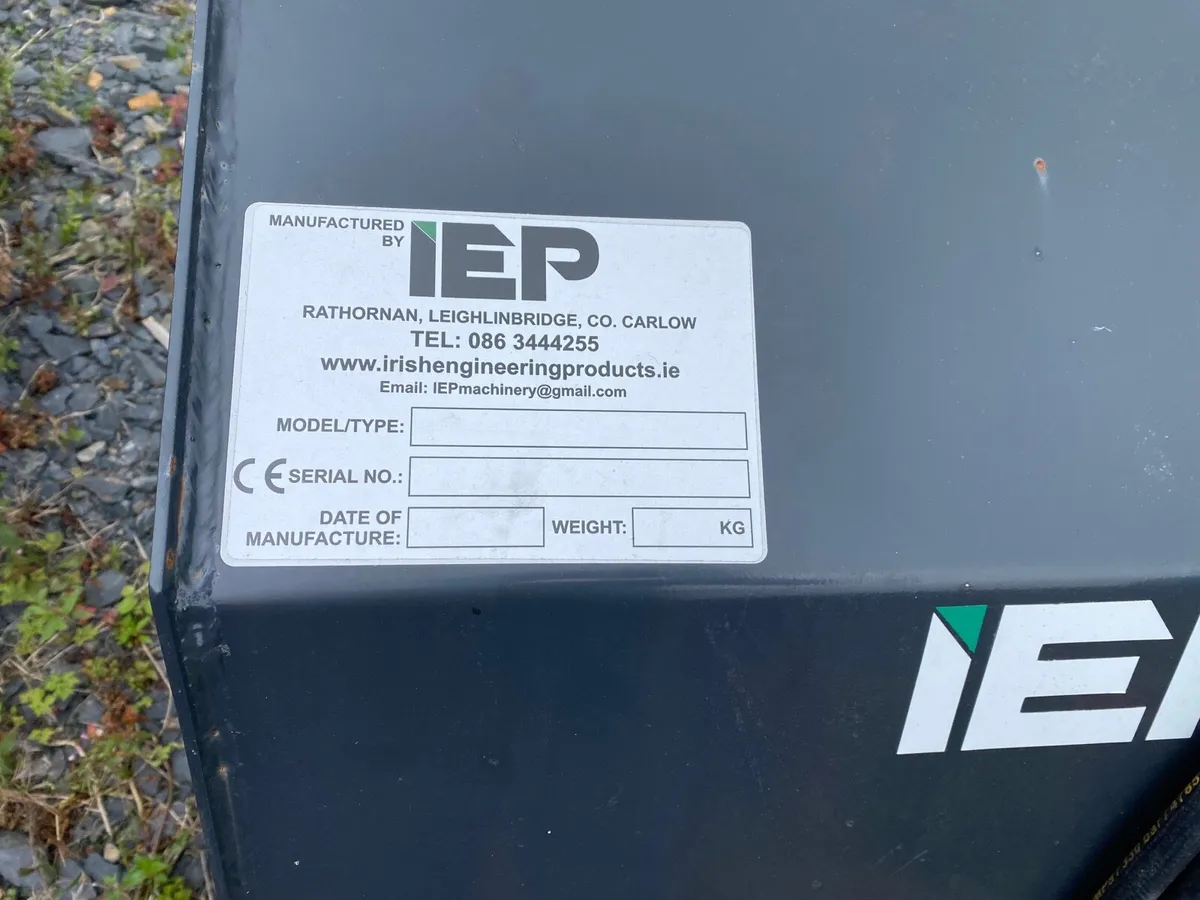 MANUFACTURED
BY
IEP
RATHORNAN, LEIGHLINBRIDGE, CO. CARLOW
TEL: 086 3444255
www.irishengineeringproducts.ie
Email: IEPmachinery@gmail.com
MODEL/TYPE:
CE SERIAL NO.:
DATE OF
MANUFACTURE:
WEIGHT: KG
IE